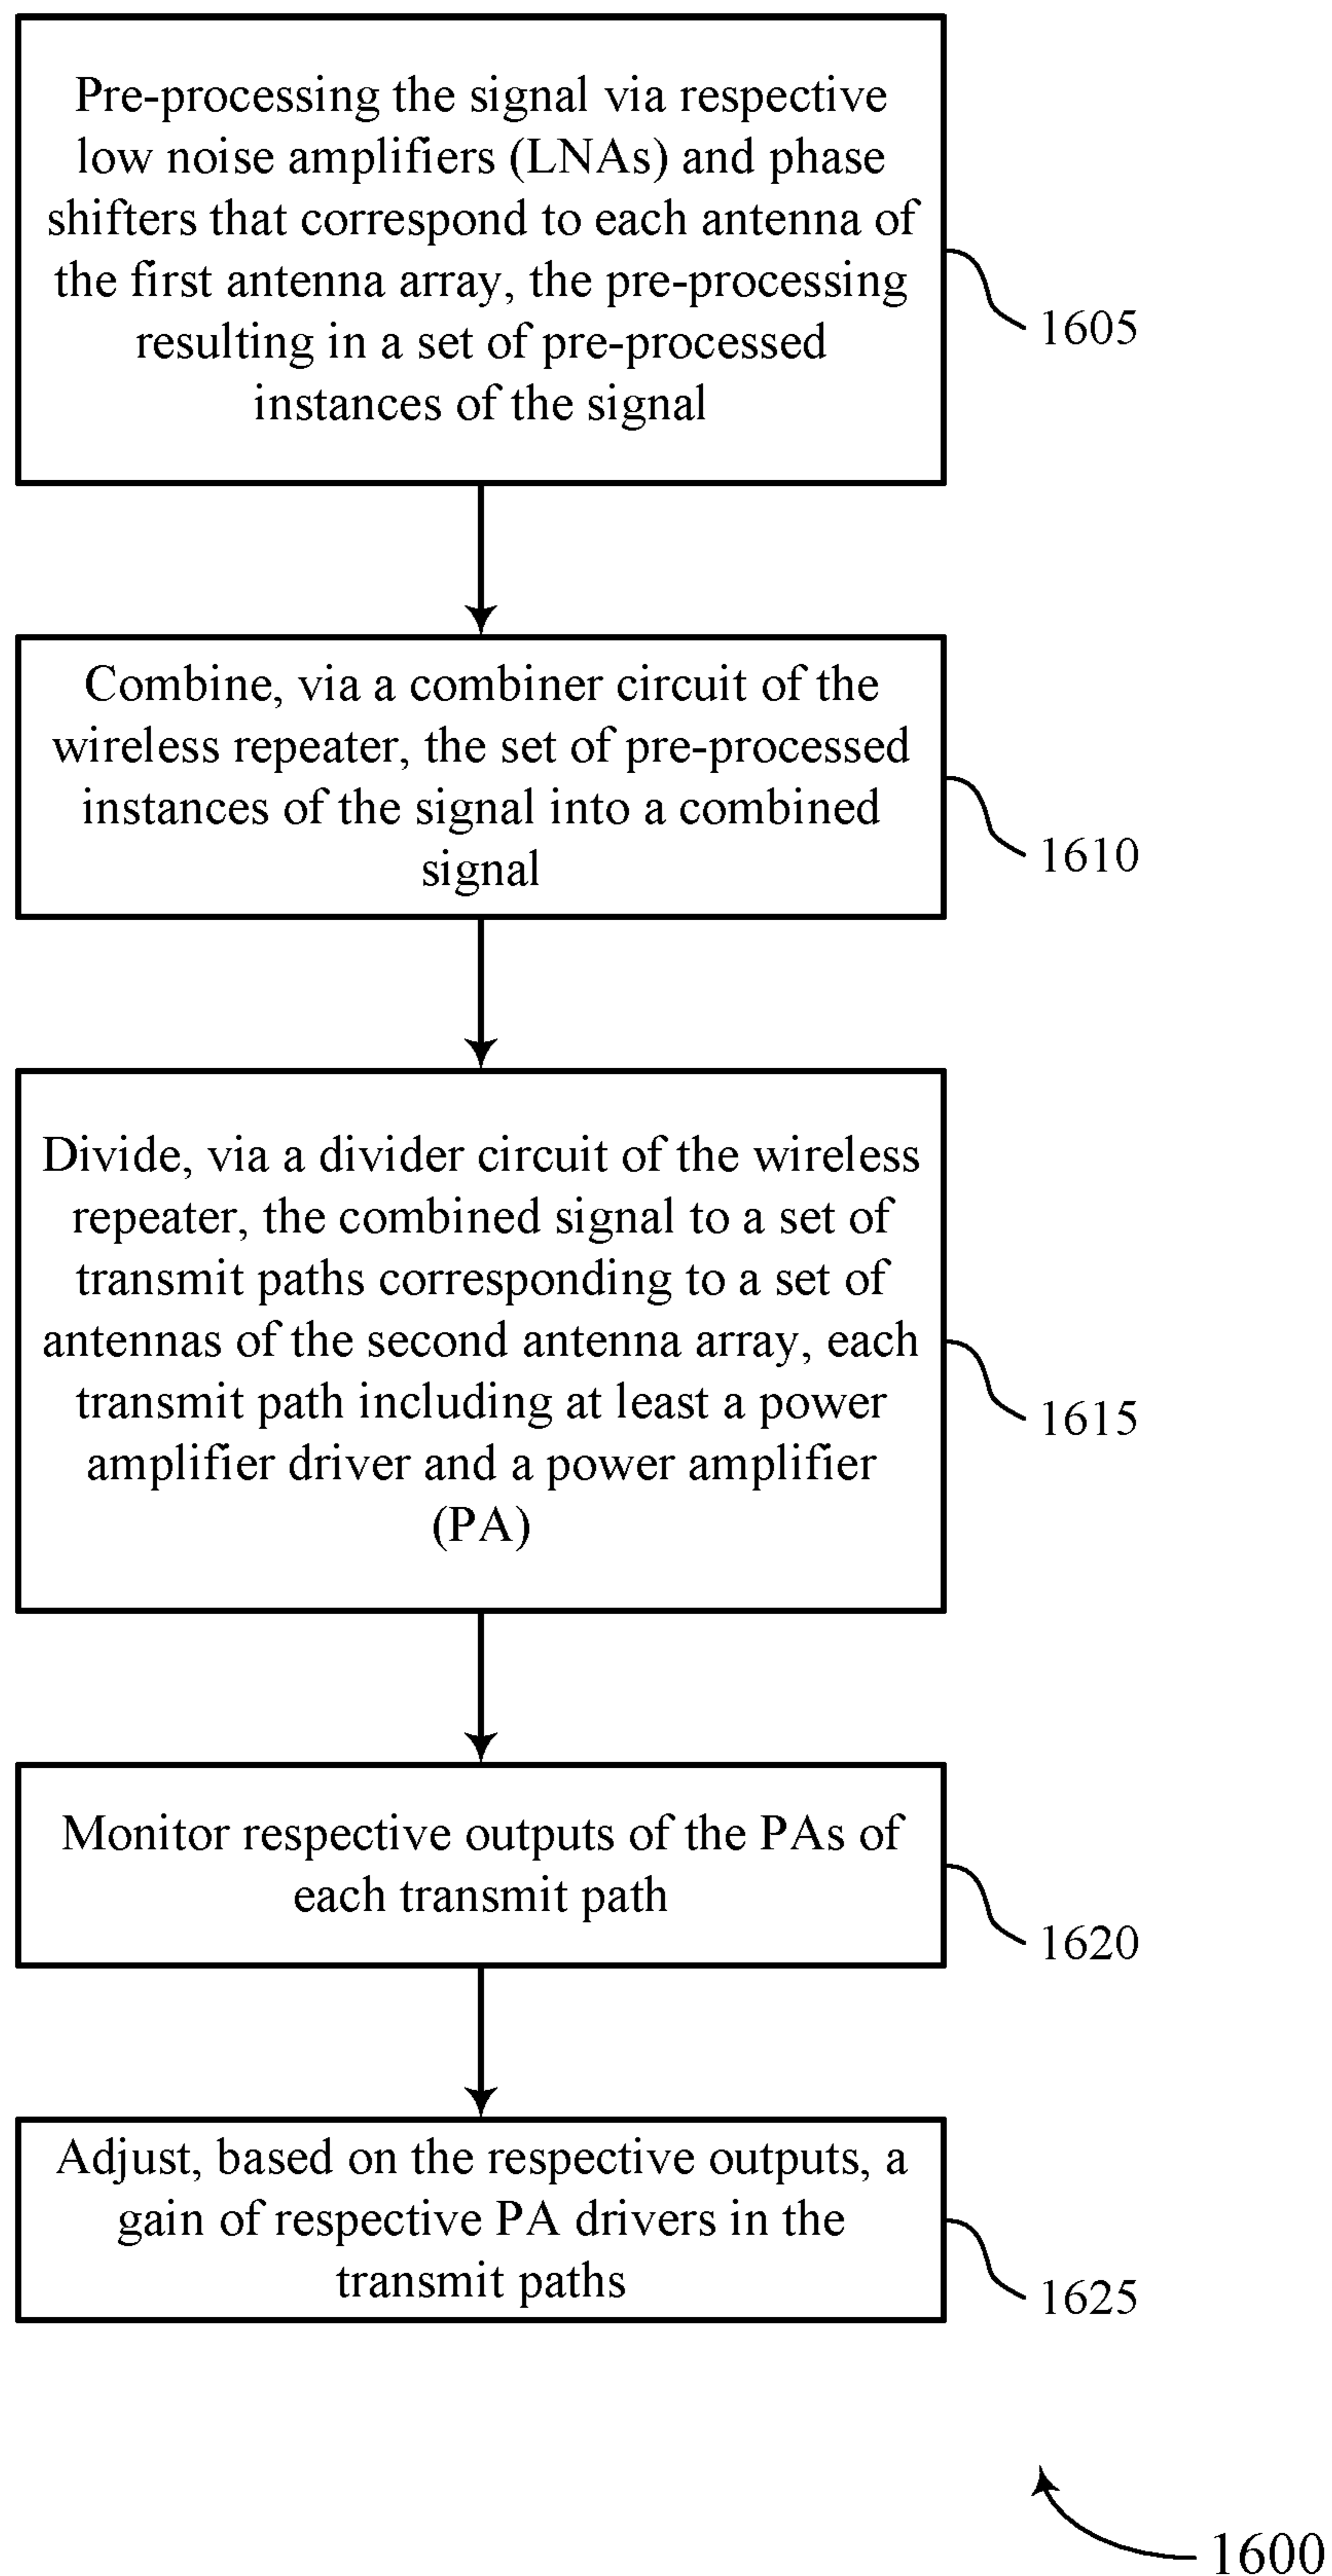 Pre-processing the signal via respective
low noise amplifiers (LNAs) and phase
shifters that correspond to each antenna of
the first antenna array, the pre-processing
resulting in a set of pre-processed
instances of the signal
1605
Combine, via a combiner circuit of the
wireless repeater, the set of pre-processed
instances of the signal into a combined
signal
1610
Divide, via a divider circuit of the wireless
repeater, the combined signal to a set of
transmit paths corresponding to a set of
antennas of the second antenna array, each
transmit path including at least a power
amplifier driver and a power amplifier
(PA)
1615
Monitor respective outputs of the PAs of
each transmit path
1620
Adjust, based on the respective outputs, a
gain of respective PA drivers in the
transmit paths
1625
1600